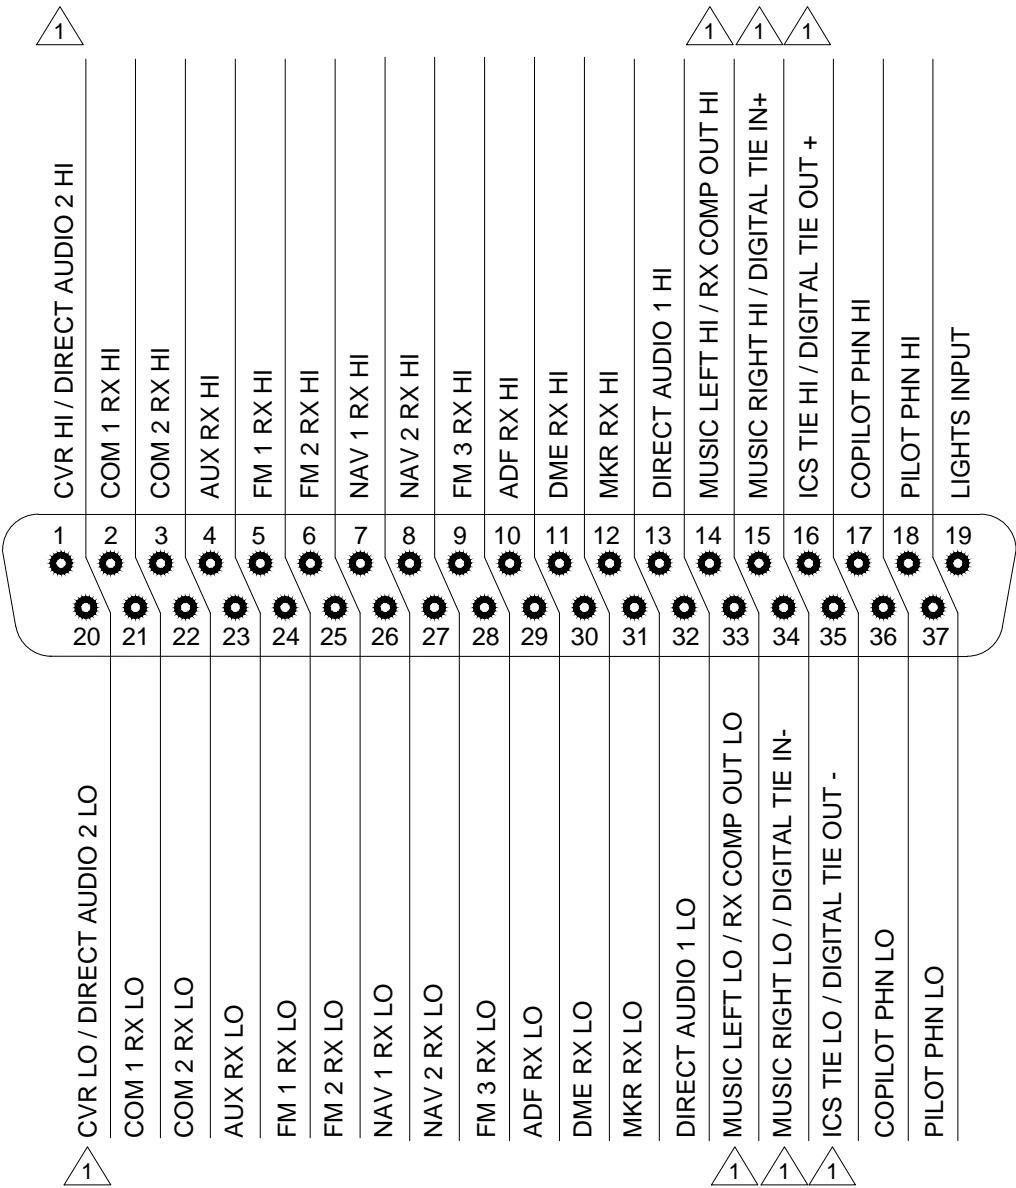 1 1 1 1
CVR HI / DIRECT AUDIO 2 HI
COM 1 RX HI
COM 2 RX HI
AUX RX HI
FM 1 RX HI
FM 2 RX HI
NAV 1 RX HI
NAV 2 RX HI
FM 3 RX HI
ADF RX HI
DME RX HI
MKR RX HI
DIRECT AUDIO 1 HI
MUSIC LEFT HI / RX COMP OUT HI
MUSIC RIGHT HI / DIGITAL TIE IN+
ICS TIE HI / DIGITAL TIE OUT +
COPILOT PHN HI
PILOT PHN HI
LIGHTS INPUT
1 2 3 4 5 6 7 8 9 10 11 12 13 14 15 16 17 18 19
20 21 22 23 24 25 26 27 28 29 30 31 32 33 34 35 36 37
CVR LO / DIRECT AUDIO 2 LO
COM 1 RX LO
COM 2 RX LO
AUX RX LO
FM 1 RX LO
FM 2 RX LO
NAV 1 RX LO
NAV 2 RX LO
FM 3 RX LO
ADF RX LO
DME RX LO
MKR RX LO
DIRECT AUDIO 1 LO
MUSIC LEFT LO / RX COMP OUT LO
MUSIC RIGHT LO / DIGITAL TIE IN-
ICS TIE LO / DIGITAL TIE OUT -
COPILOT PHN LO
PILOT PHN LO
1 1 1 1